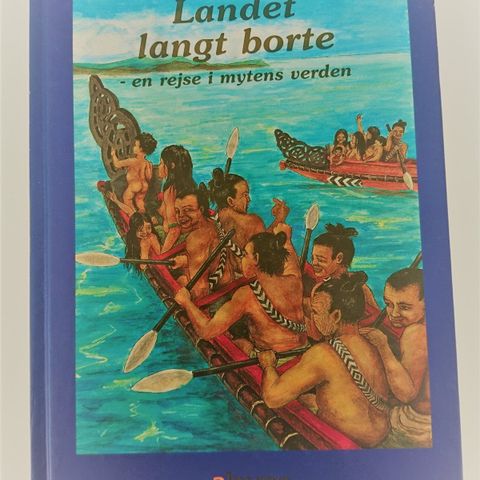 Landet
langt borte
- en rejse i mytens verden